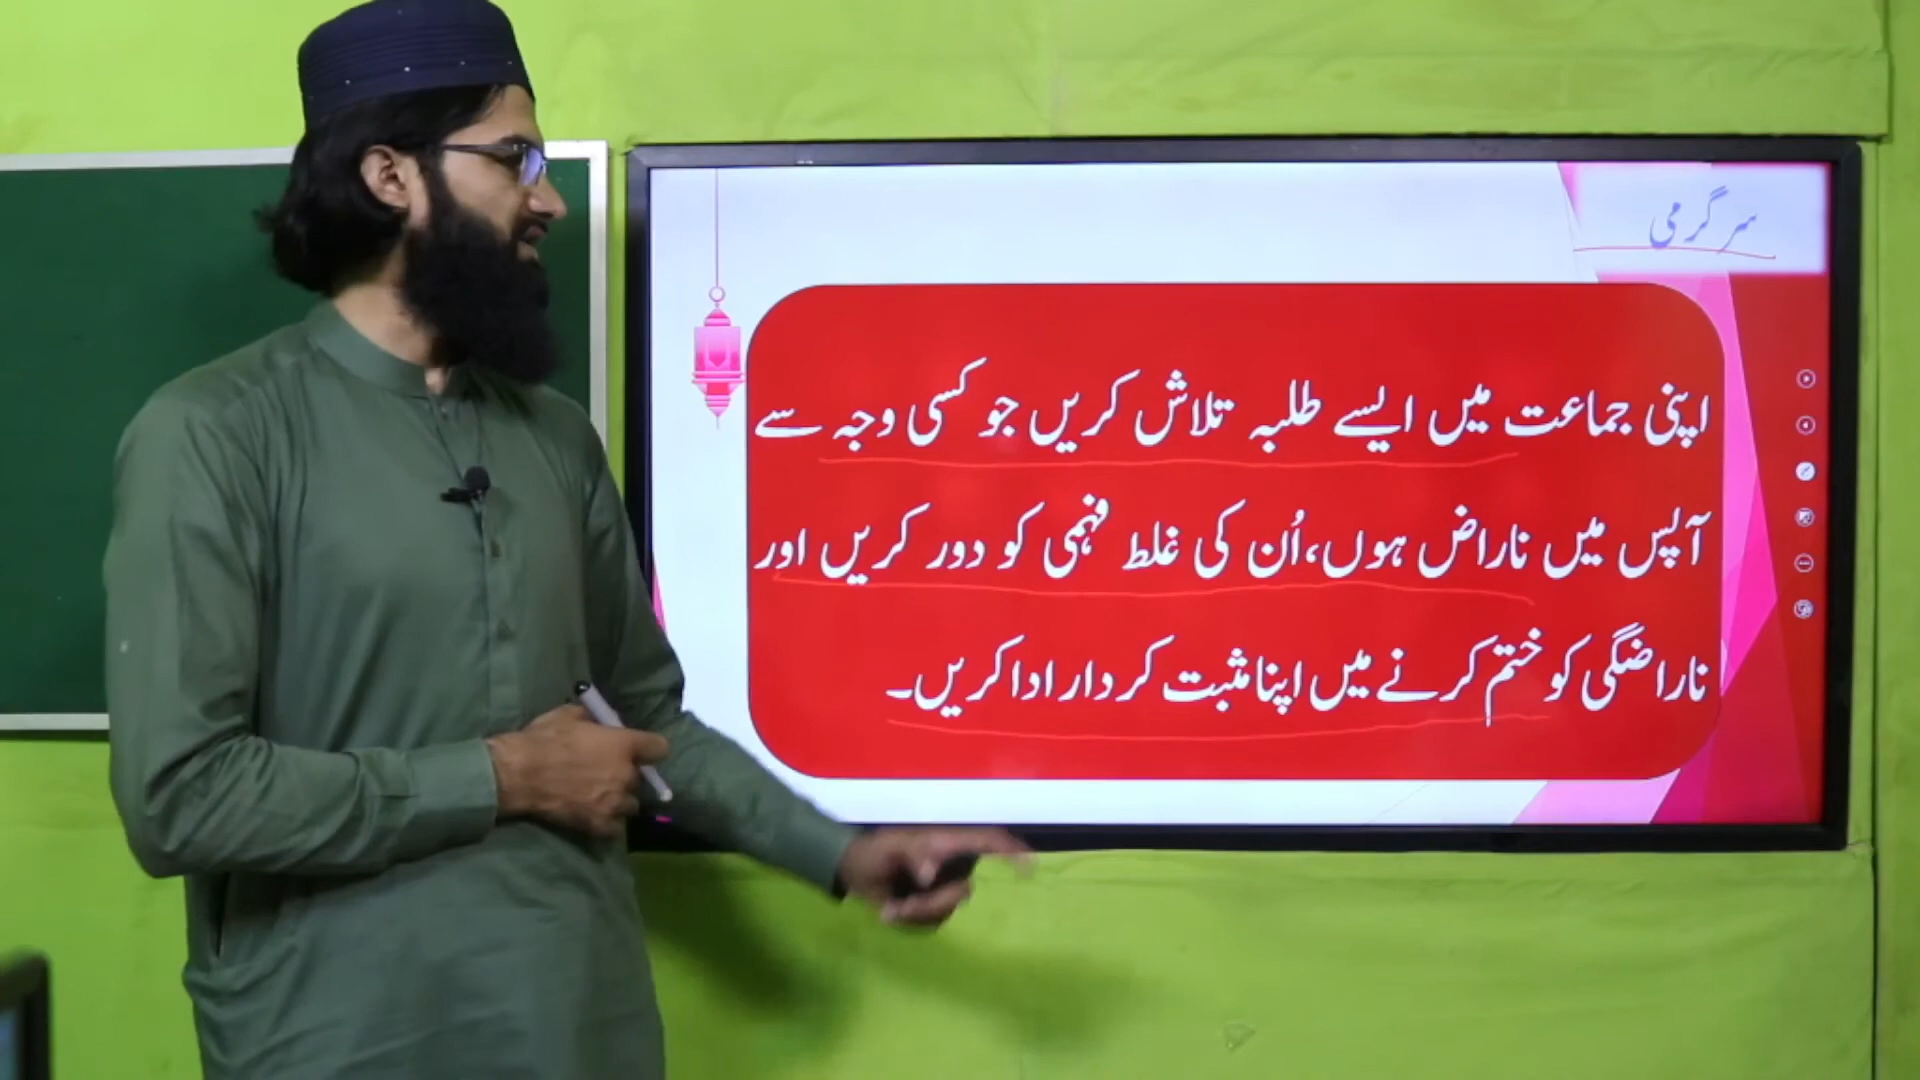 سرگرمی
اپنی جماعت میں ایسے طلبہ تلاش کریں جو کسی وجہ سے
آپس میں ناراض ہوں، اُن کی غلط فہمی کو دور کریں اور
ناراضگی کو ختم کرنے میں اپنا مثبت کردار ادا کریں۔